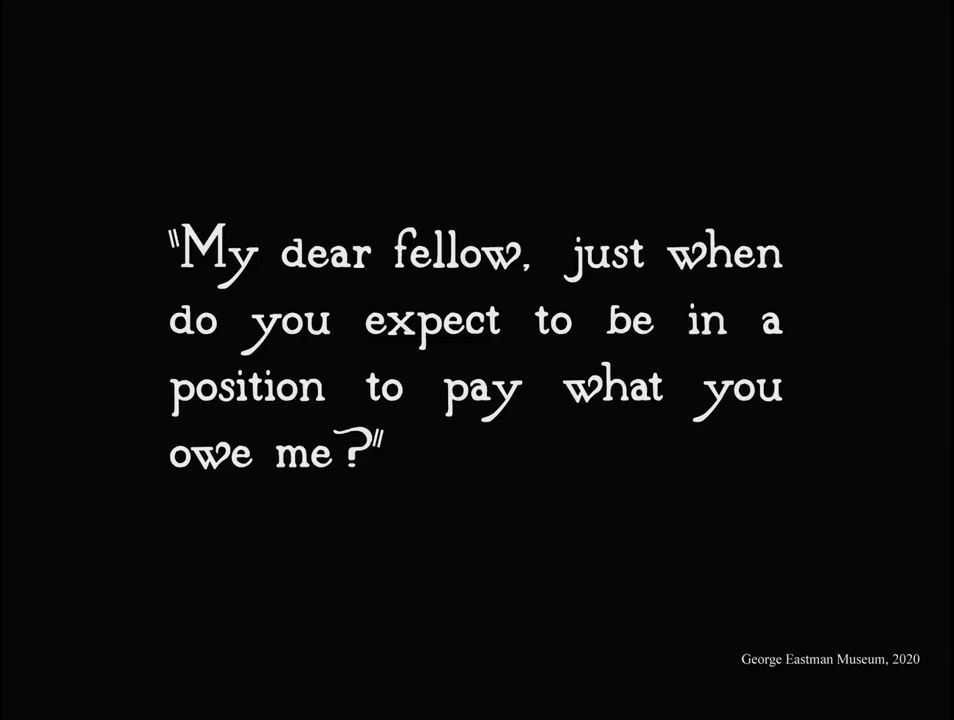 "My dear fellow, just when
do you expect to be in a
position to pay what you
owe me?"
George Eastman Museum, 2020